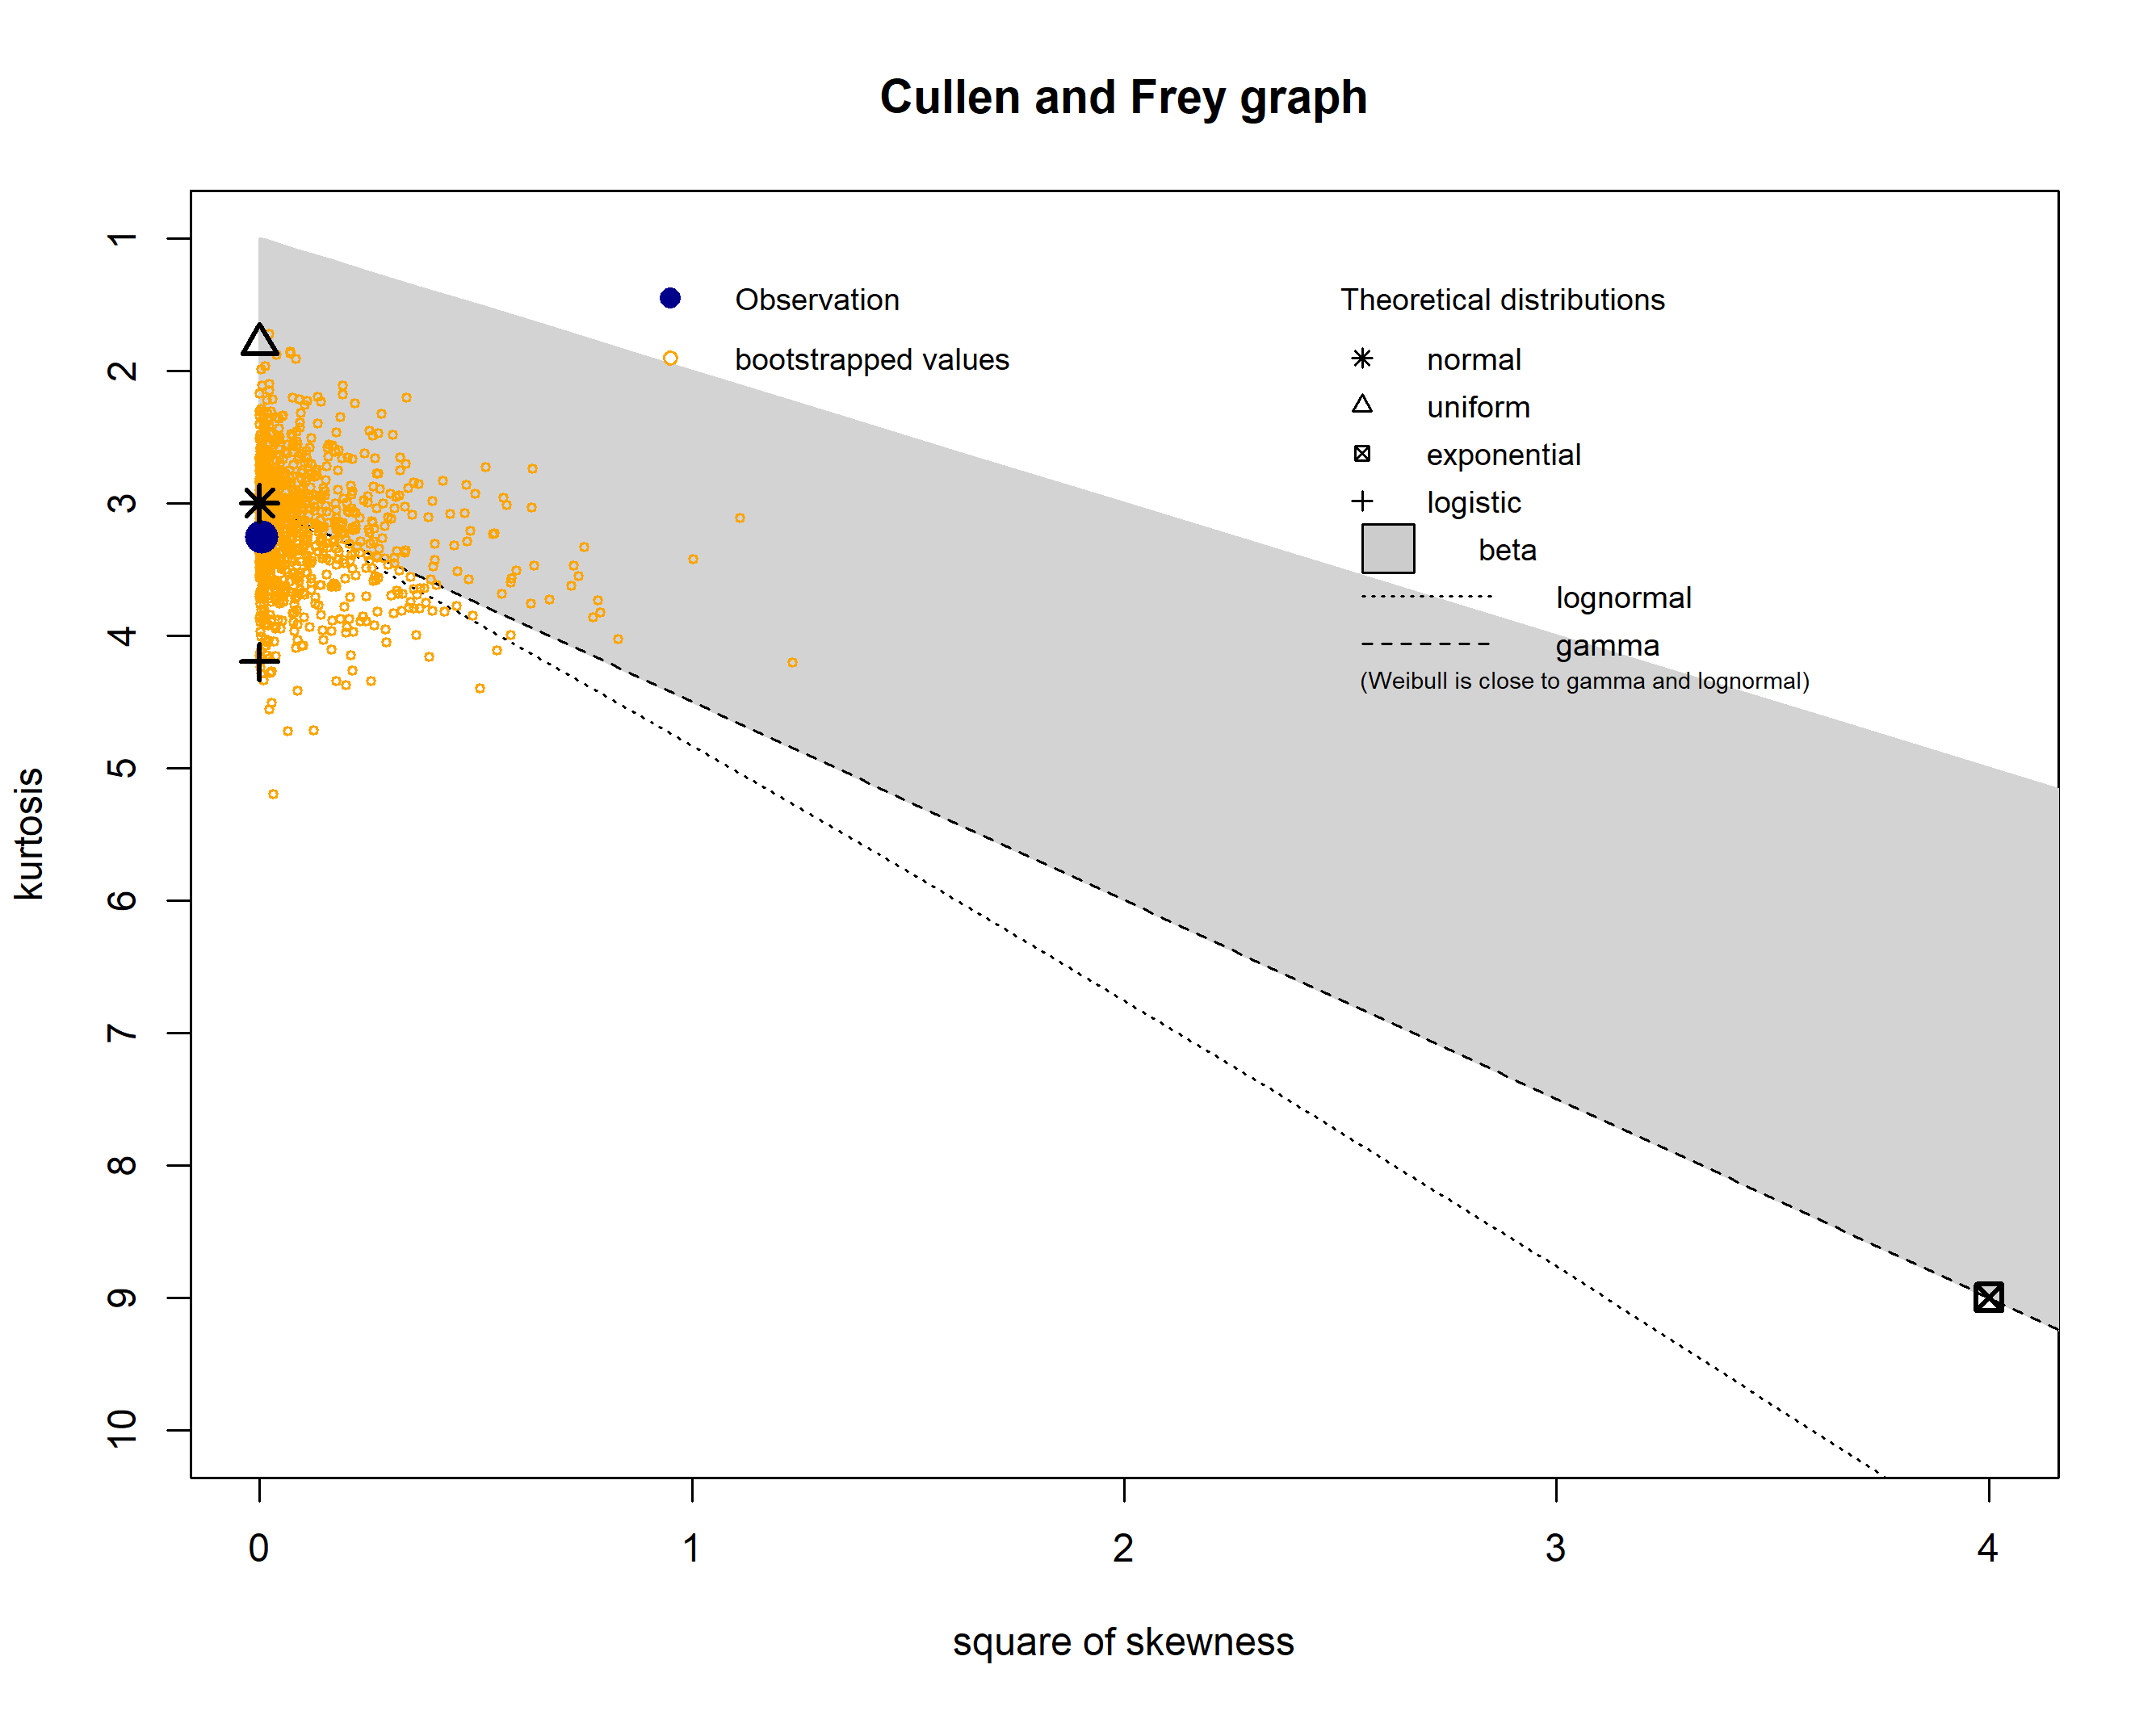 Cullen and Frey graph
Observation
bootstrapped values
Theoretical distributions
normal
uniform
exponential
logistic
beta
lognormal
gamma
(Weibull is close to gamma and lognormal)
kurtosis
1
2
3
4
5
6
7
8
9
10
0 1 2 3 4
square of skewness